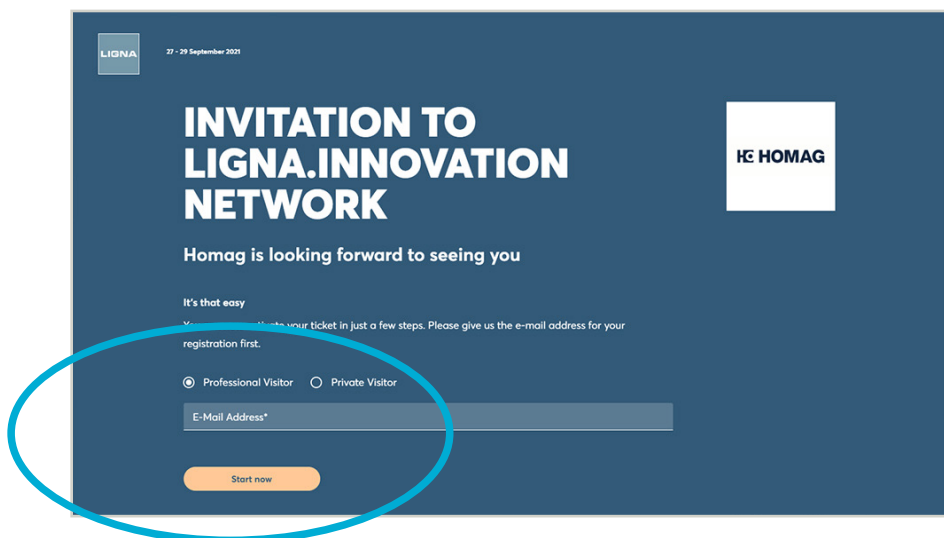 LIGNA
27 - 29 September 2021
INVITATION TO
LIGNA.INNOVATION
NETWORK
HOMAG
Homag is looking forward to seeing you
It's that easy
your ticket in just a few steps. Please give us the e-mail address for your
registration first.
Professional Visitor
Private Visitor
E-Mail Address*
Start now